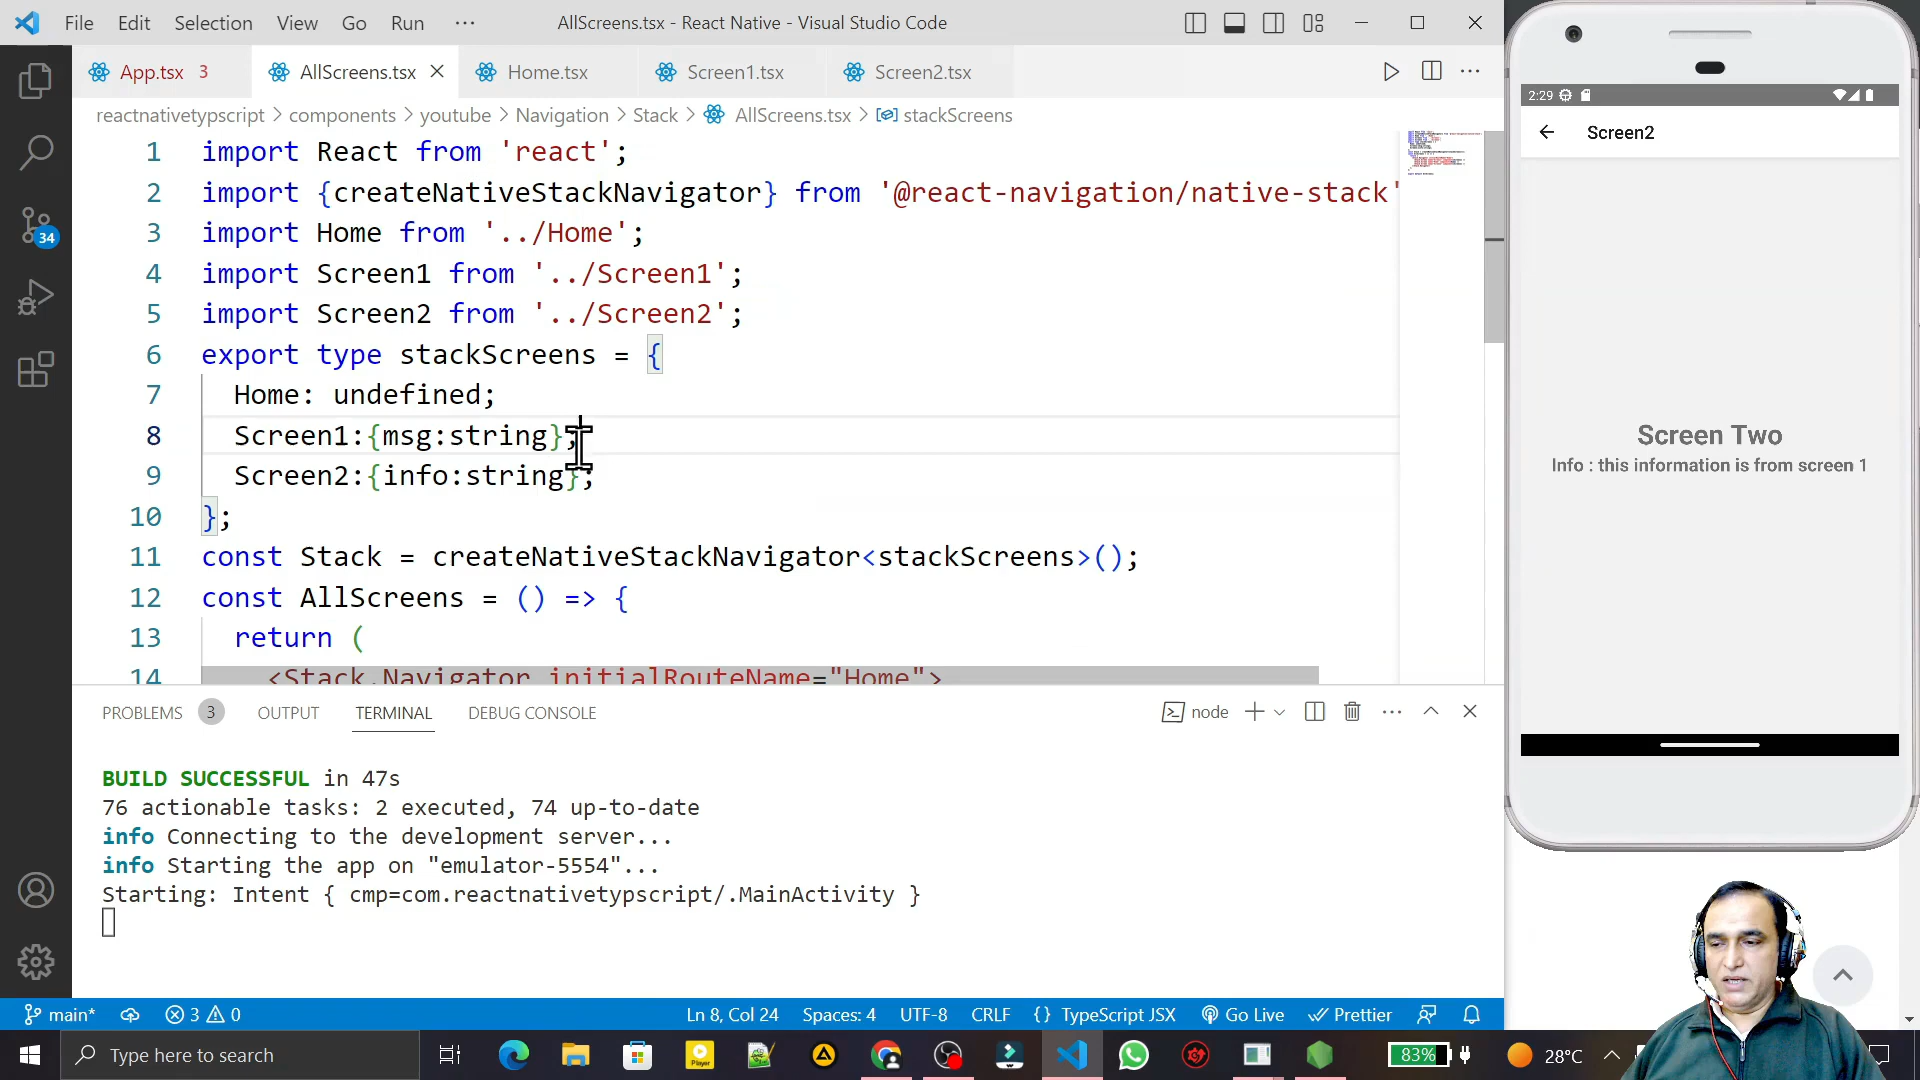 File Edit Selection View Go Run ··· AllScreens.tsx - React Native - Visual Studio Code
App.tsx 3 AllScreens.tsx Home.tsx Screen1.tsx Screen2.tsx
reactnativetypscript > components > youtube > Navigation > Stack > AllScreens.tsx > stackScreens
1 import React from 'react';
2 import {createNativeStackNavigator} from '@react-navigation/native-stack'
3 import Home from '../Home';
4 import Screen1 from '../Screen1';
5 import Screen2 from '../Screen2';
6 export type stackScreens = {
7 Home: undefined;
8 Screen1:{msg:string};
9 Screen2:{info:string};
10 };
11 const Stack = createNativeStackNavigator<stackScreens>();
12 const AllScreens = () => {
13 return (
14 <Stack.Navigator initialRouteName="Home">
PROBLEMS 3 OUTPUT TERMINAL DEBUG CONSOLE node
BUILD SUCCESSFUL in 47s
76 actionable tasks: 2 executed, 74 up-to-date
info Connecting to the development server...
info Starting the app on "emulator-5554"...
Starting: Intent { cmp=com.reactnativetypscript/.MainActivity }
34
main* 3 0 Ln 8, Col 24 Spaces: 4 UTF-8 CRLF {} TypeScript JSX Go Live Prettier
Type here to search Player 83% 28°C
2:29
Screen2
Screen Two
Info : this information is from screen 1